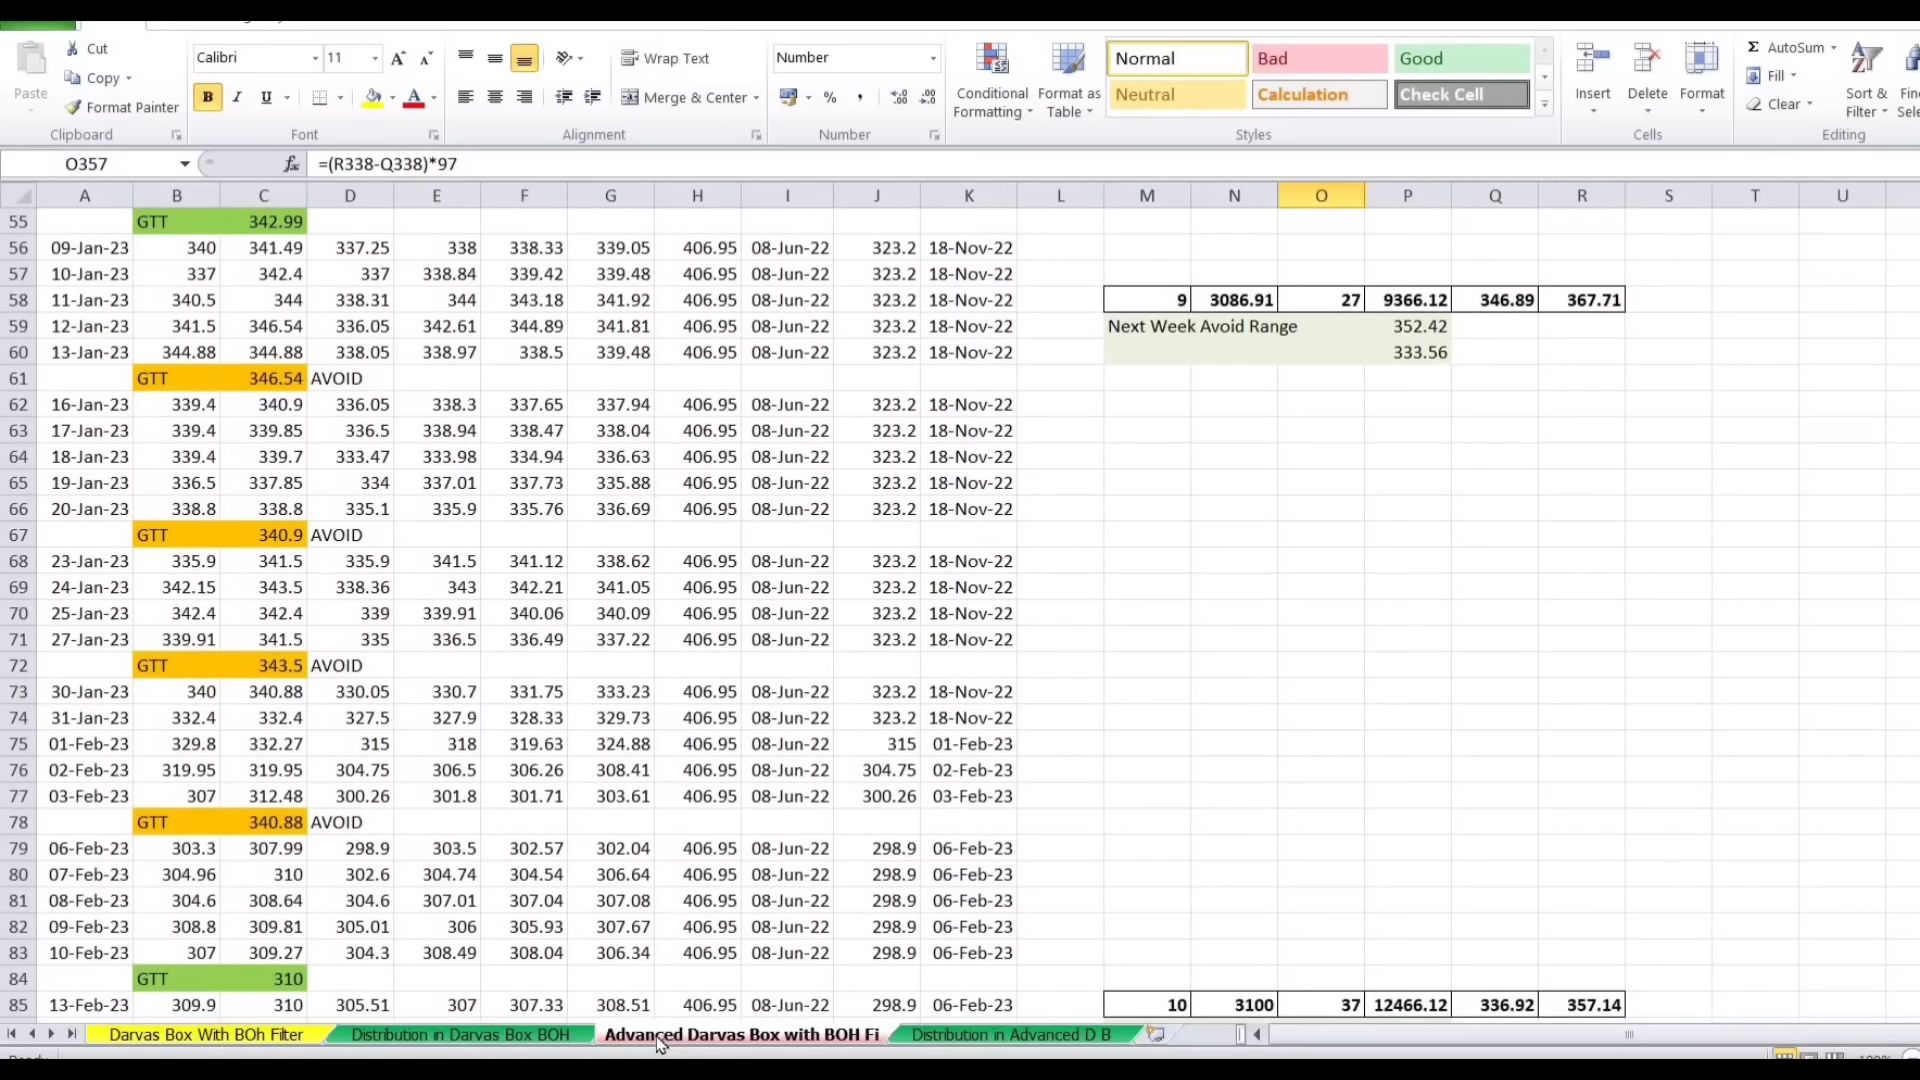 Cut
Calibri
11
Wrap Text
Number
Normal
Bad
Good
AutoSum
Paste
Copy
Format Painter
B I U
A
Merge & Center
%
Conditional
Formatting
Format as
Table
Neutral
Calculation
Check Cell
Insert
Delete
Format
Fill
Clear
Sort &
Filter
Clipboard
Font
Alignment
Number
Styles
Cells
Editing
O357
fx
=(R338-Q338)*97
A B C D E F G H I J K L M N O P Q R S T U
55 GTT 342.99
56 09-Jan-23 340 341.49 337.25 338 338.33 339.05 406.95 08-Jun-22 323.2 18-Nov-22
57 10-Jan-23 337 342.4 337 338.84 339.42 339.48 406.95 08-Jun-22 323.2 18-Nov-22
58 11-Jan-23 340.5 344 338.31 344 343.18 341.92 406.95 08-Jun-22 323.2 18-Nov-22 9 3086.91 27 9366.12 346.89 367.71
59 12-Jan-23 341.5 346.54 336.05 342.61 344.89 341.81 406.95 08-Jun-22 323.2 18-Nov-22 Next Week Avoid Range 352.42
60 13-Jan-23 344.88 344.88 338.05 338.97 338.5 339.48 406.95 08-Jun-22 323.2 18-Nov-22 333.56
61 GTT 346.54 AVOID
62 16-Jan-23 339.4 340.9 336.05 338.3 337.65 337.94 406.95 08-Jun-22 323.2 18-Nov-22
63 17-Jan-23 339.4 339.85 336.5 338.94 338.47 338.04 406.95 08-Jun-22 323.2 18-Nov-22
64 18-Jan-23 339.4 339.7 333.47 333.98 334.94 336.63 406.95 08-Jun-22 323.2 18-Nov-22
65 19-Jan-23 336.5 337.85 334 337.01 337.73 335.88 406.95 08-Jun-22 323.2 18-Nov-22
66 20-Jan-23 338.8 338.8 335.1 335.9 335.76 336.69 406.95 08-Jun-22 323.2 18-Nov-22
67 GTT 340.9 AVOID
68 23-Jan-23 335.9 341.5 335.9 341.5 341.12 338.62 406.95 08-Jun-22 323.2 18-Nov-22
69 24-Jan-23 342.15 343.5 338.36 343 342.21 341.05 406.95 08-Jun-22 323.2 18-Nov-22
70 25-Jan-23 342.4 342.4 339 339.91 340.06 340.09 406.95 08-Jun-22 323.2 18-Nov-22
71 27-Jan-23 339.91 341.5 335 336.5 336.49 337.22 406.95 08-Jun-22 323.2 18-Nov-22
72 GTT 343.5 AVOID
73 30-Jan-23 340 340.88 330.05 330.7 331.75 333.23 406.95 08-Jun-22 323.2 18-Nov-22
74 31-Jan-23 332.4 332.4 327.5 327.9 328.33 329.73 406.95 08-Jun-22 323.2 18-Nov-22
75 01-Feb-23 329.8 332.27 315 318 319.63 324.88 406.95 08-Jun-22 315 01-Feb-23
76 02-Feb-23 319.95 319.95 304.75 306.5 306.26 308.41 406.95 08-Jun-22 304.75 02-Feb-23
77 03-Feb-23 307 312.48 300.26 301.8 301.71 303.61 406.95 08-Jun-22 300.26 03-Feb-23
78 GTT 340.88 AVOID
79 06-Feb-23 303.3 307.99 298.9 303.5 302.57 302.04 406.95 08-Jun-22 298.9 06-Feb-23
80 07-Feb-23 304.96 310 302.6 304.74 304.54 306.64 406.95 08-Jun-22 298.9 06-Feb-23
81 08-Feb-23 304.6 308.64 304.6 307.01 307.04 307.08 406.95 08-Jun-22 298.9 06-Feb-23
82 09-Feb-23 308.8 309.81 305.01 306 305.93 307.67 406.95 08-Jun-22 298.9 06-Feb-23
83 10-Feb-23 307 309.27 304.3 308.49 308.04 306.34 406.95 08-Jun-22 298.9 06-Feb-23
84 GTT 310
85 13-Feb-23 309.9 310 305.51 307 307.33 308.51 406.95 08-Jun-22 298.9 06-Feb-23 10 3100 37 12466.12 336.92 357.14
Darvas Box With BOh Filter
Distribution in Darvas Box BOH
Advanced Darvas Box with BOH Fi
Distribution in Advanced D B